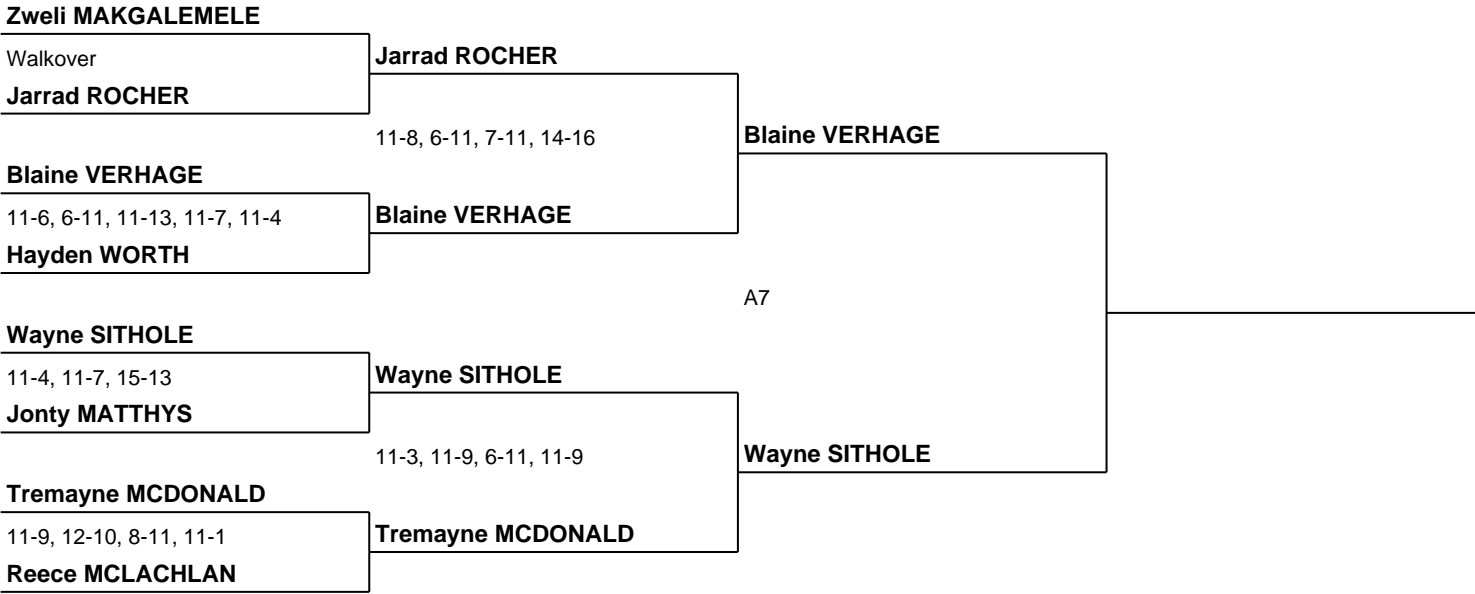 Zweli MAKGALEMELE
Walkover
Jarrad ROCHER
Jarrad ROCHER
11-8, 6-11, 7-11, 14-16
Blaine VERHAGE
Blaine VERHAGE
11-6, 6-11, 11-13, 11-7, 11-4
Blaine VERHAGE
Hayden WORTH
A7
Wayne SITHOLE
11-4, 11-7, 15-13
Wayne SITHOLE
Jonty MATTHYS
11-3, 11-9, 6-11, 11-9
Wayne SITHOLE
Tremayne MCDONALD
11-9, 12-10, 8-11, 11-1
Tremayne MCDONALD
Reece MCLACHLAN